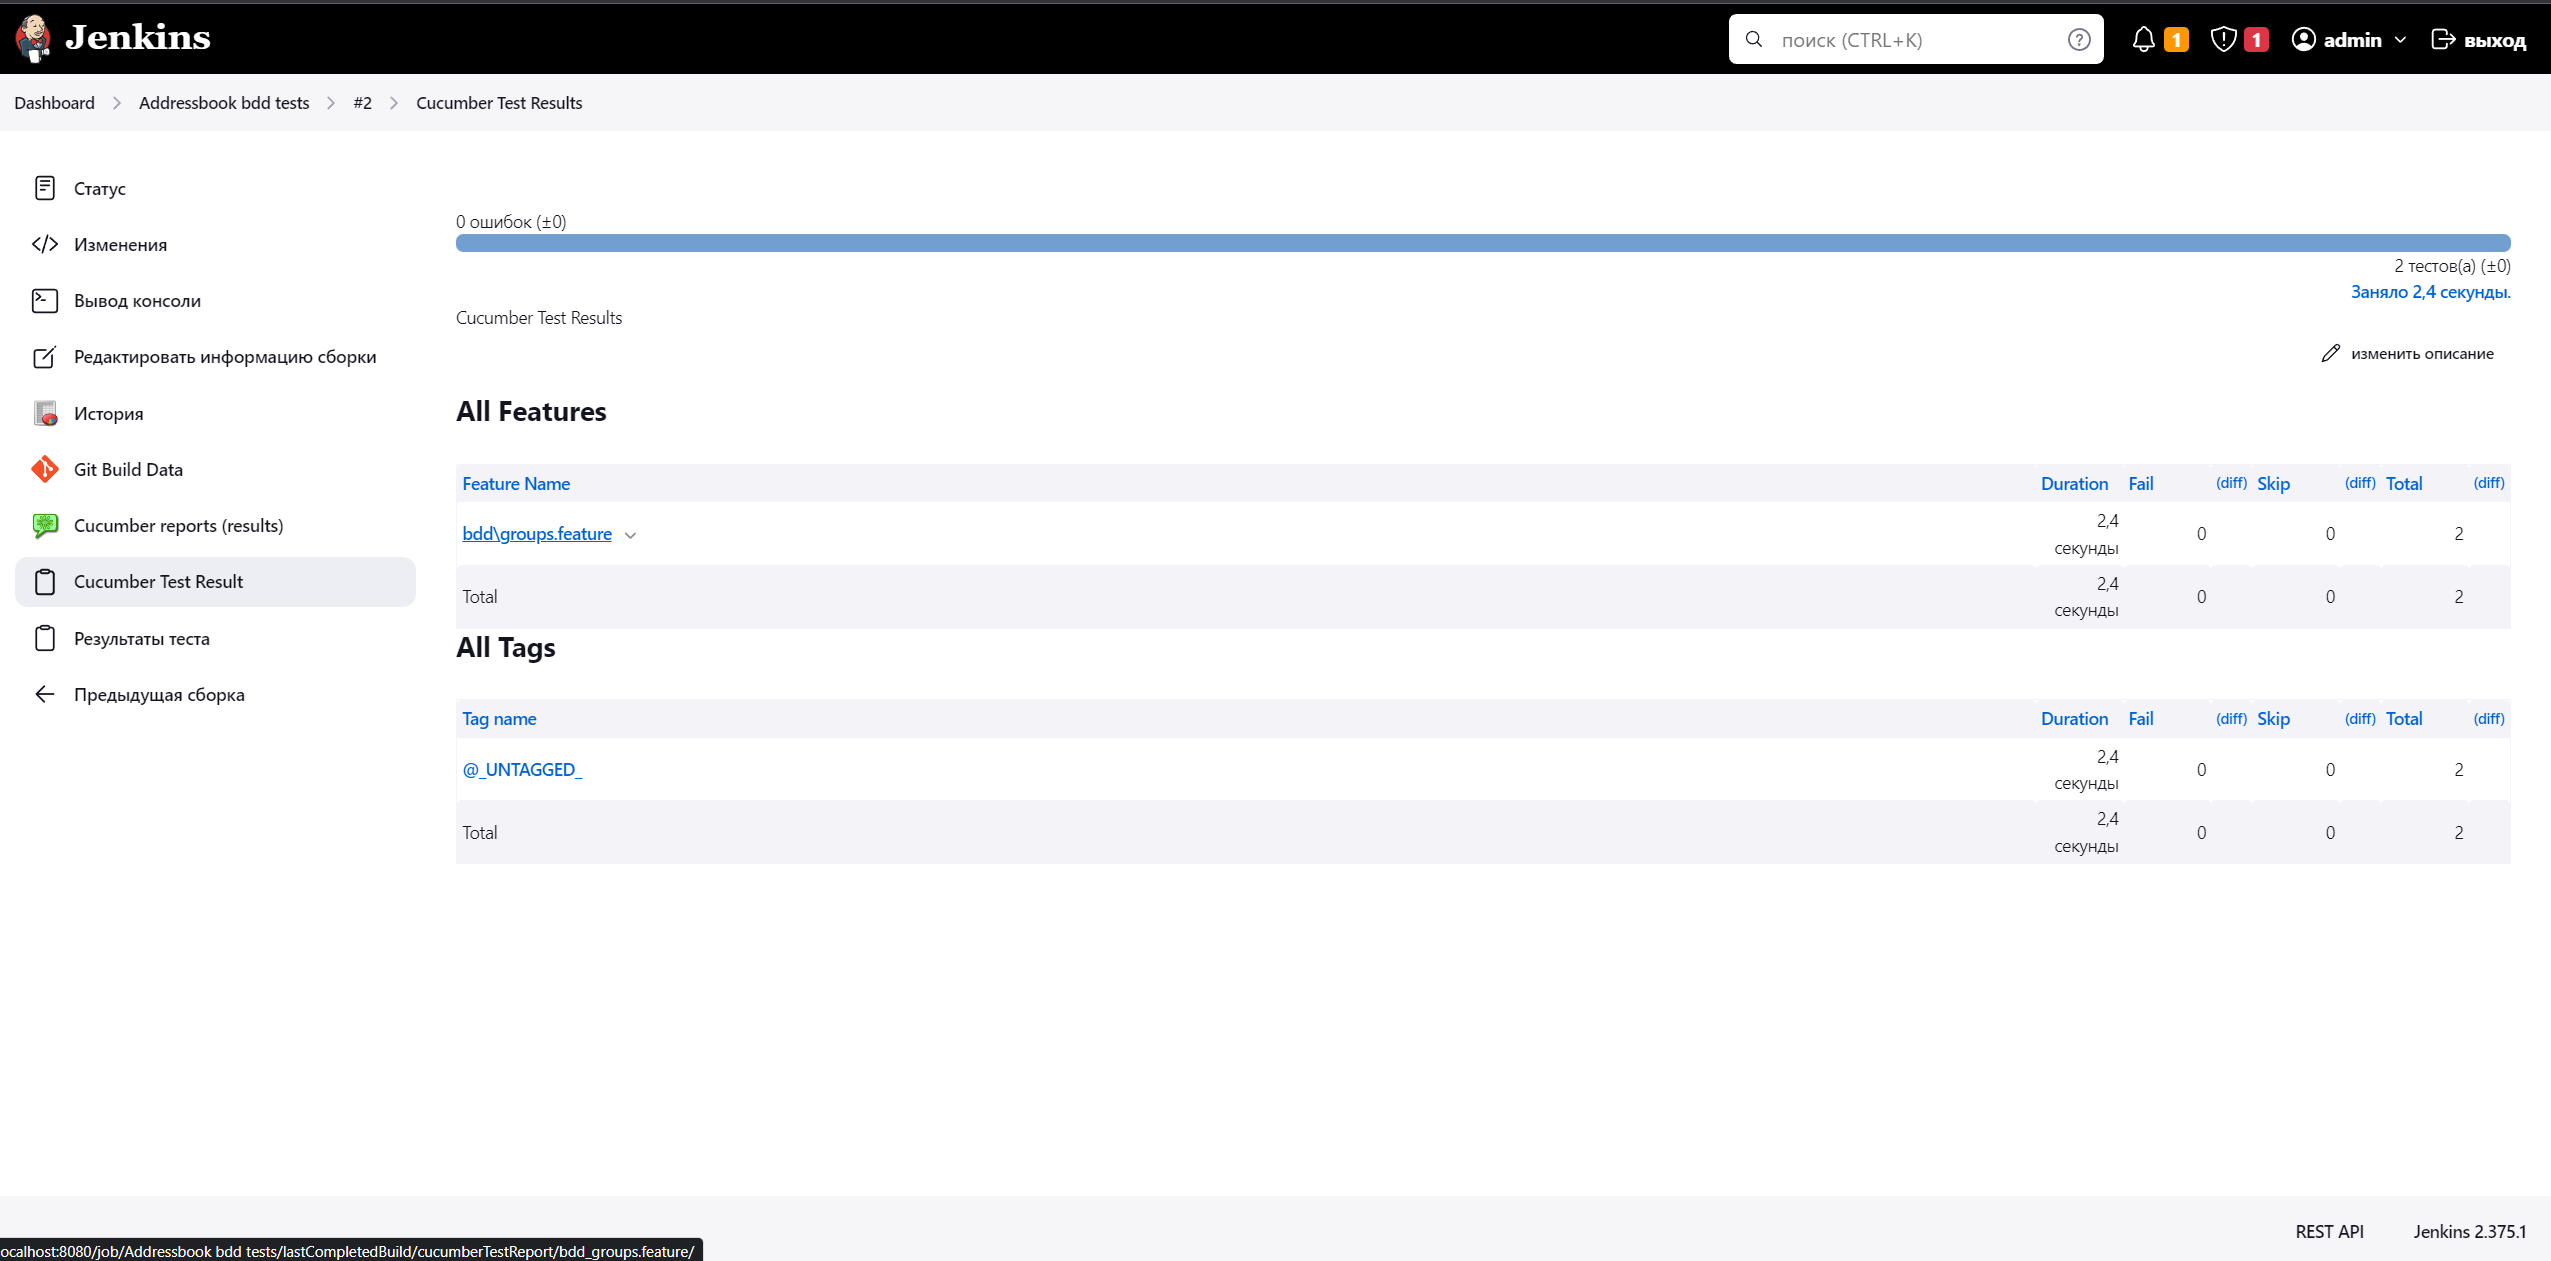 Jenkins
поиск (CTRL+K)
1
1
admin
выход
Dashboard
Addressbook bdd tests
#2
Cucumber Test Results
Статус
Изменения
Вывод консоли
Редактировать информацию сборки
История
Git Build Data
Cucumber reports (results)
Cucumber Test Result
Результаты теста
Предыдущая сборка
0 ошибок (±0)
2 тестов(а) (±0)
Заняло 2,4 секунды.
Cucumber Test Results
изменить описание
All Features
Feature Name Duration Fail (diff) Skip (diff) Total (diff)
bdd\groups.feature 2,4 секунды 0 0 2
Total 2,4 секунды 0 0 2
All Tags
Tag name Duration Fail (diff) Skip (diff) Total (diff)
@_UNTAGGED_ 2,4 секунды 0 0 2
Total 2,4 секунды 0 0 2
REST API
Jenkins 2.375.1
ocalhost:8080/job/Addressbook bdd tests/lastCompletedBuild/cucumberTestReport/bdd_groups.feature/